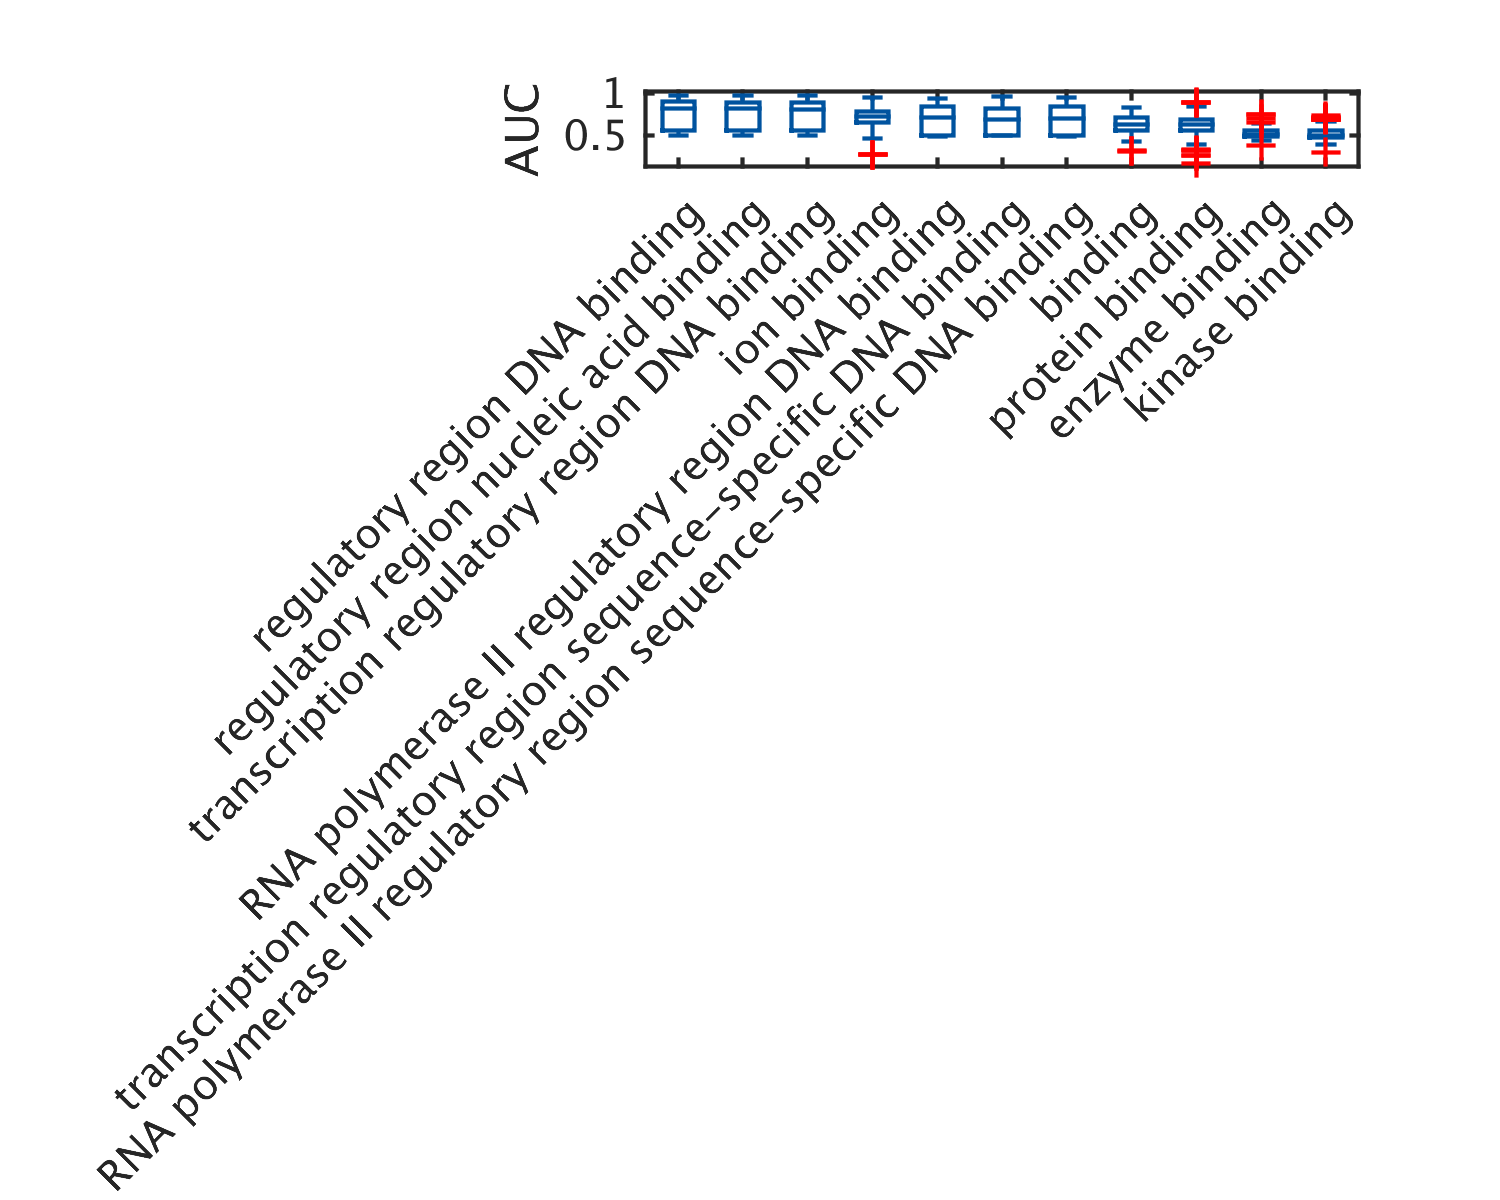 AUC
1
0.5
regulatory region DNA binding
regulatory region nucleic acid binding
transcription regulatory region DNA binding
ion binding
RNA polymerase II regulatory region DNA binding
transcription regulatory region sequence–specific DNA binding
RNA polymerase II regulatory region sequence–specific DNA binding
binding
protein binding
enzyme binding
kinase binding